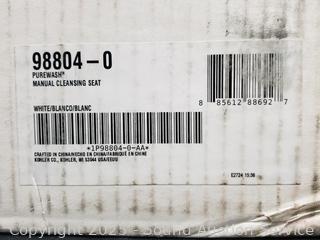 98804-0
PUREWASH®
MANUAL CLEANSING SEAT
8 85612 88692 7
WHITE/BLANCO/BLANC
*1P98804-0-AA*
CRAFTED IN CHINA/HECHO EN CHINA/FABRIQUÉ EN CHINE
KOHLER CO., KOHLER, WI, 53044 USA/EEUU
E2724 15:36
Copyright 2025 - Sound Auction Service